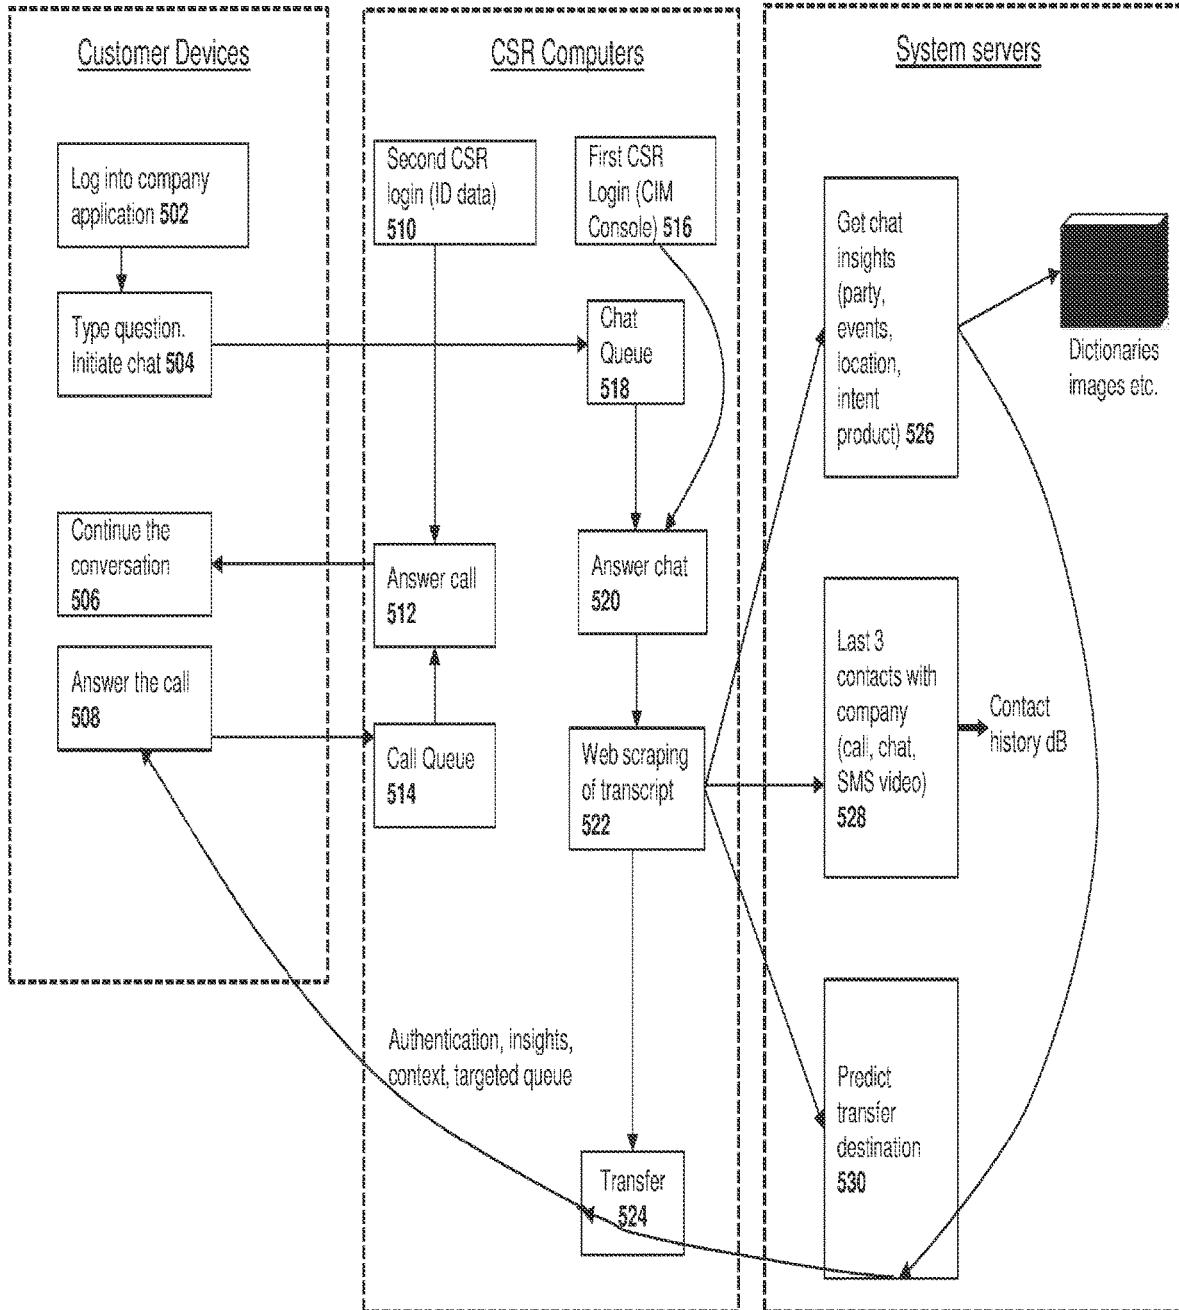 Customer Devices
Log into company
application 502
Type question.
Initiate chat 504
Continue the
conversation
506
Answer the call
508
CSR Computers
Second CSR
login (ID data)
510
First CSR
Login (CIM
Console) 516
Chat
Queue
518
Answer call
512
Answer chat
520
Call Queue
514
Web scraping
of transcript
522
Authentication, insights,
context, targeted queue
Transfer
524
System servers
Get chat
insights
(party,
events,
location,
intent
product) 526
Dictionaries
images etc.
Last 3
contacts with
company
(call, chat,
SMS video)
528
Contact
history dB
Predict
transfer
destination
530